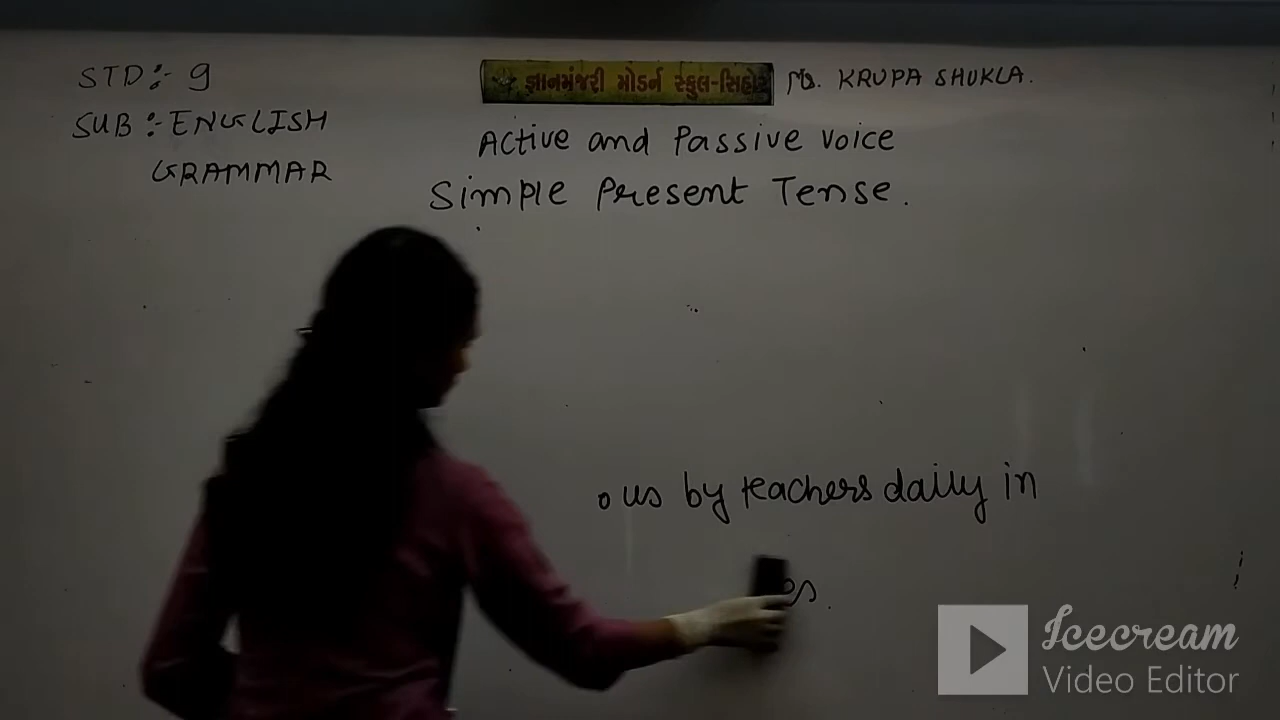 STD :- 9
SUB :- ENGLISH
GRAMMAR
જ્ઞાનમંજરી મોડર્ન સ્કુલ-સિહોર
KRUPA SHUKLA.
Active and Passive Voice
Simple Present Tense.
us by teachers daily in
Icecream
Video Editor